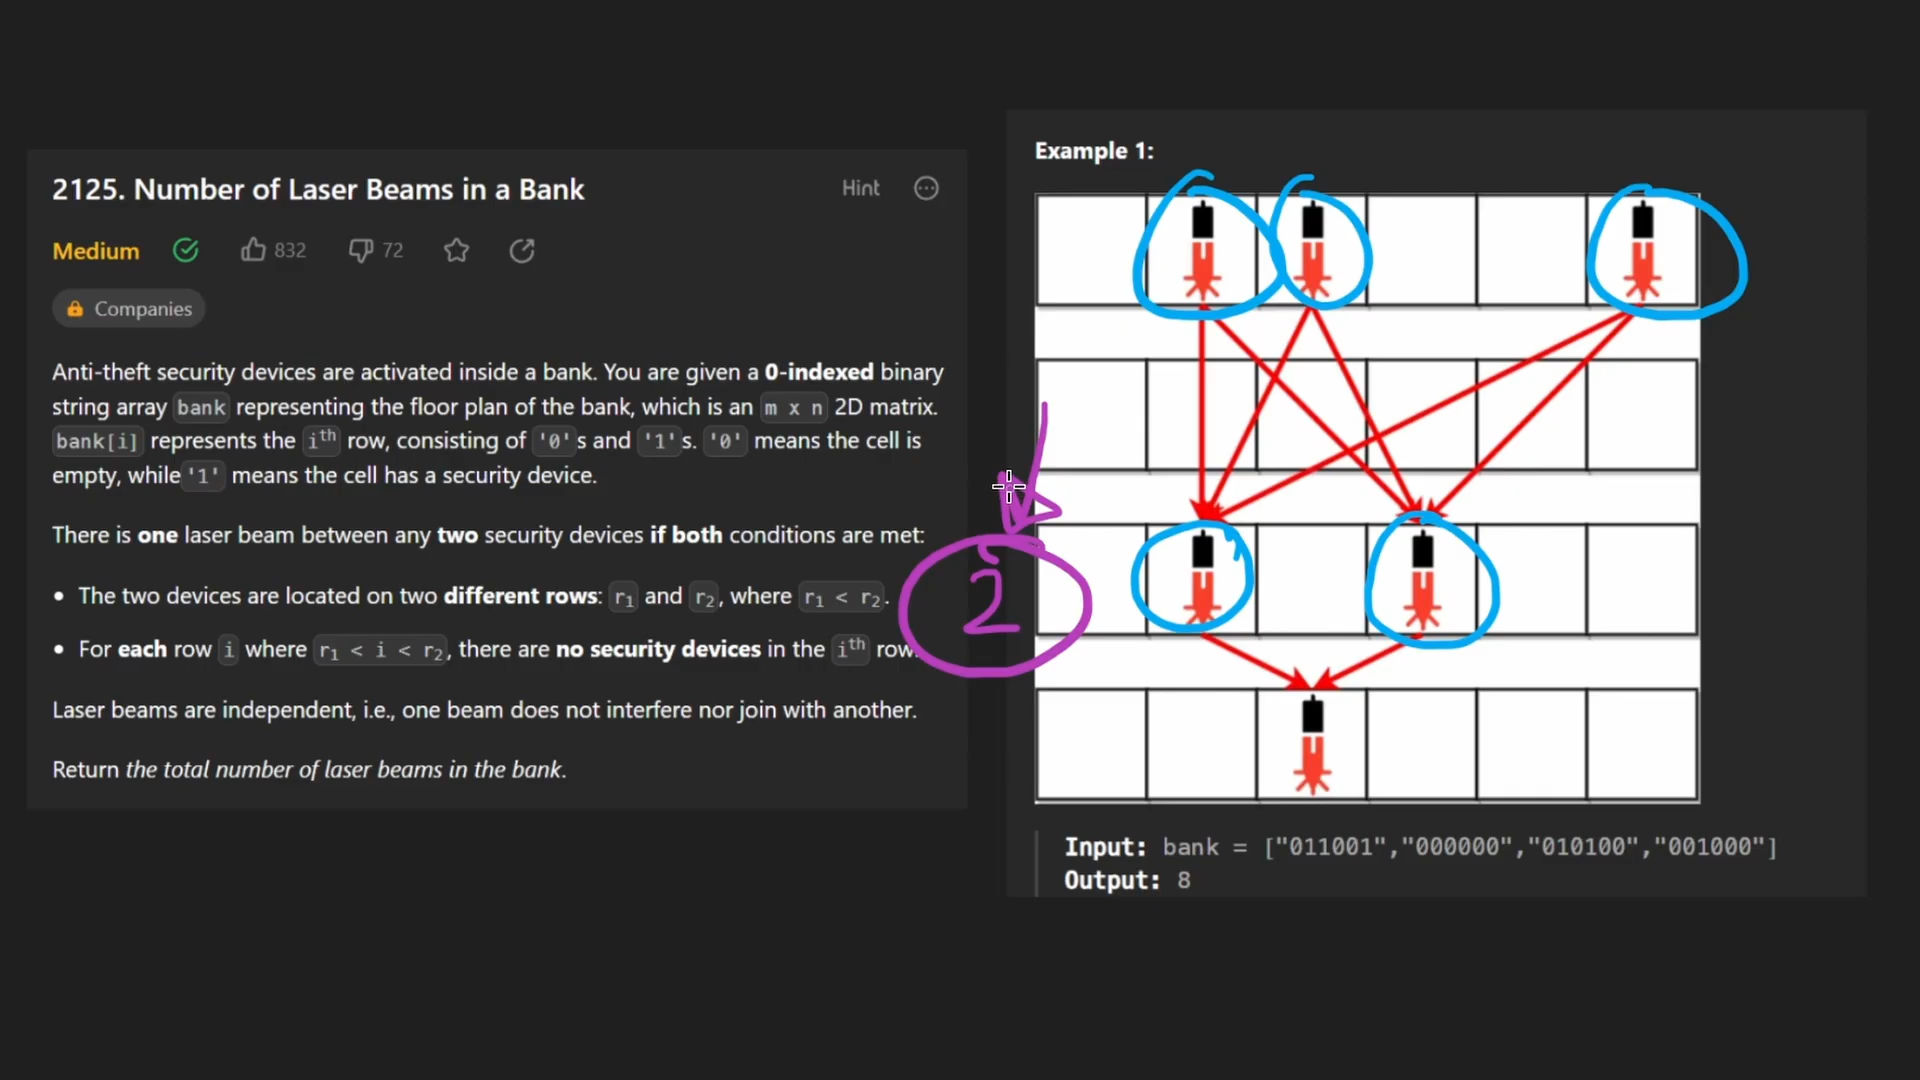 2125. Number of Laser Beams in a Bank
Hint
Medium
832
72
Companies
Anti-theft security devices are activated inside a bank. You are given a 0-indexed binary
string array bank representing the floor plan of the bank, which is an m x n 2D matrix.
bank[i] represents the ith row, consisting of '0's and '1's. '0' means the cell is
empty, while '1' means the cell has a security device.
There is one laser beam between any two security devices if both conditions are met:
• The two devices are located on two different rows: r1 and r2, where r1 < r2.
• For each row i where r1 < i < r2, there are no security devices in the ith row.
Laser beams are independent, i.e., one beam does not interfere nor join with another.
Return the total number of laser beams in the bank.
Example 1:
2
Input: bank = ["011001","000000","010100","001000"]
Output: 8